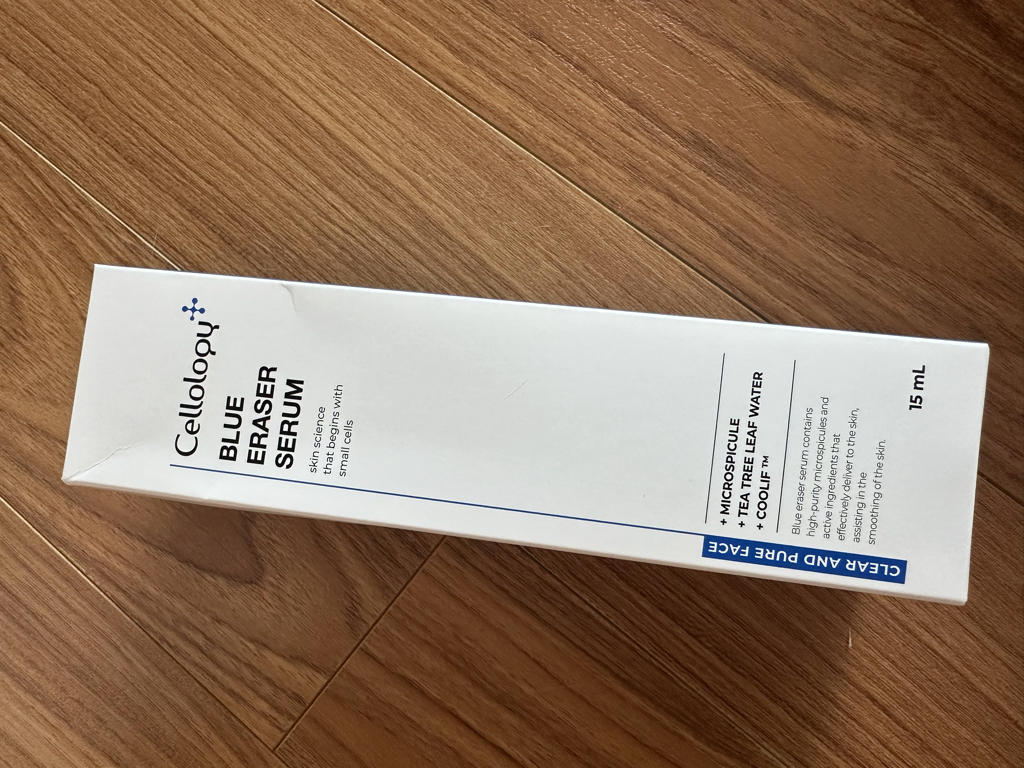 Cellology
BLUE
ERASER
SERUM
skin science
that begins with
small cells
+ MICROSPICULE
+ TEA TREE LEAF WATER
+ COOLIF™
Blue eraser serum contains
high-purity microspicules and
active ingredients that
effectively deliver to the skin,
assisting in the
smoothing of the skin.
15 mL
CLEAR AND PURE FACE